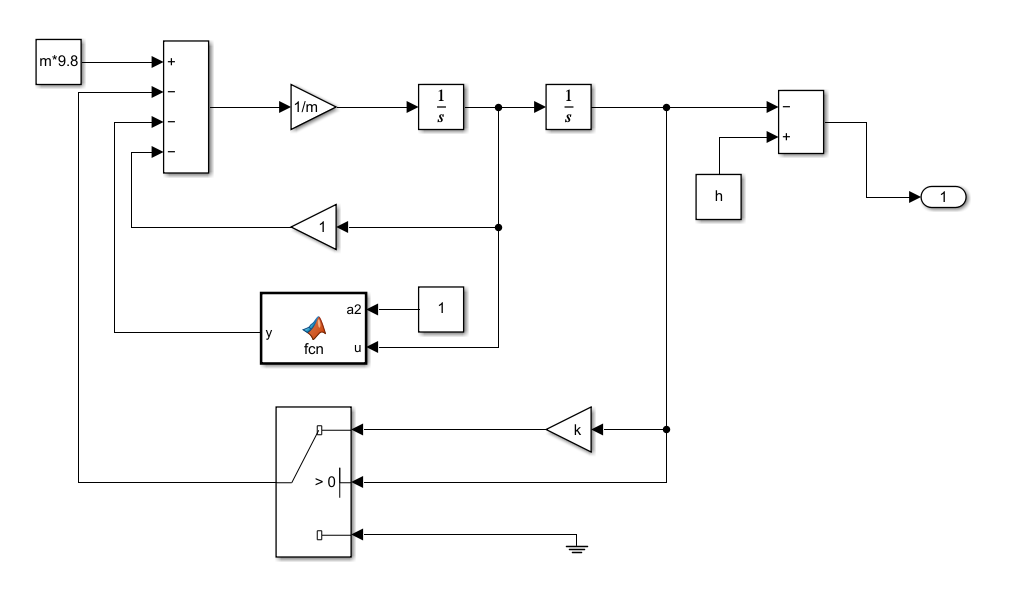 m*9.8
+
−
−
−
1/m
1
s
1
s
−
+
h
1
1
1
a2
y
fcn
u
k
> 0